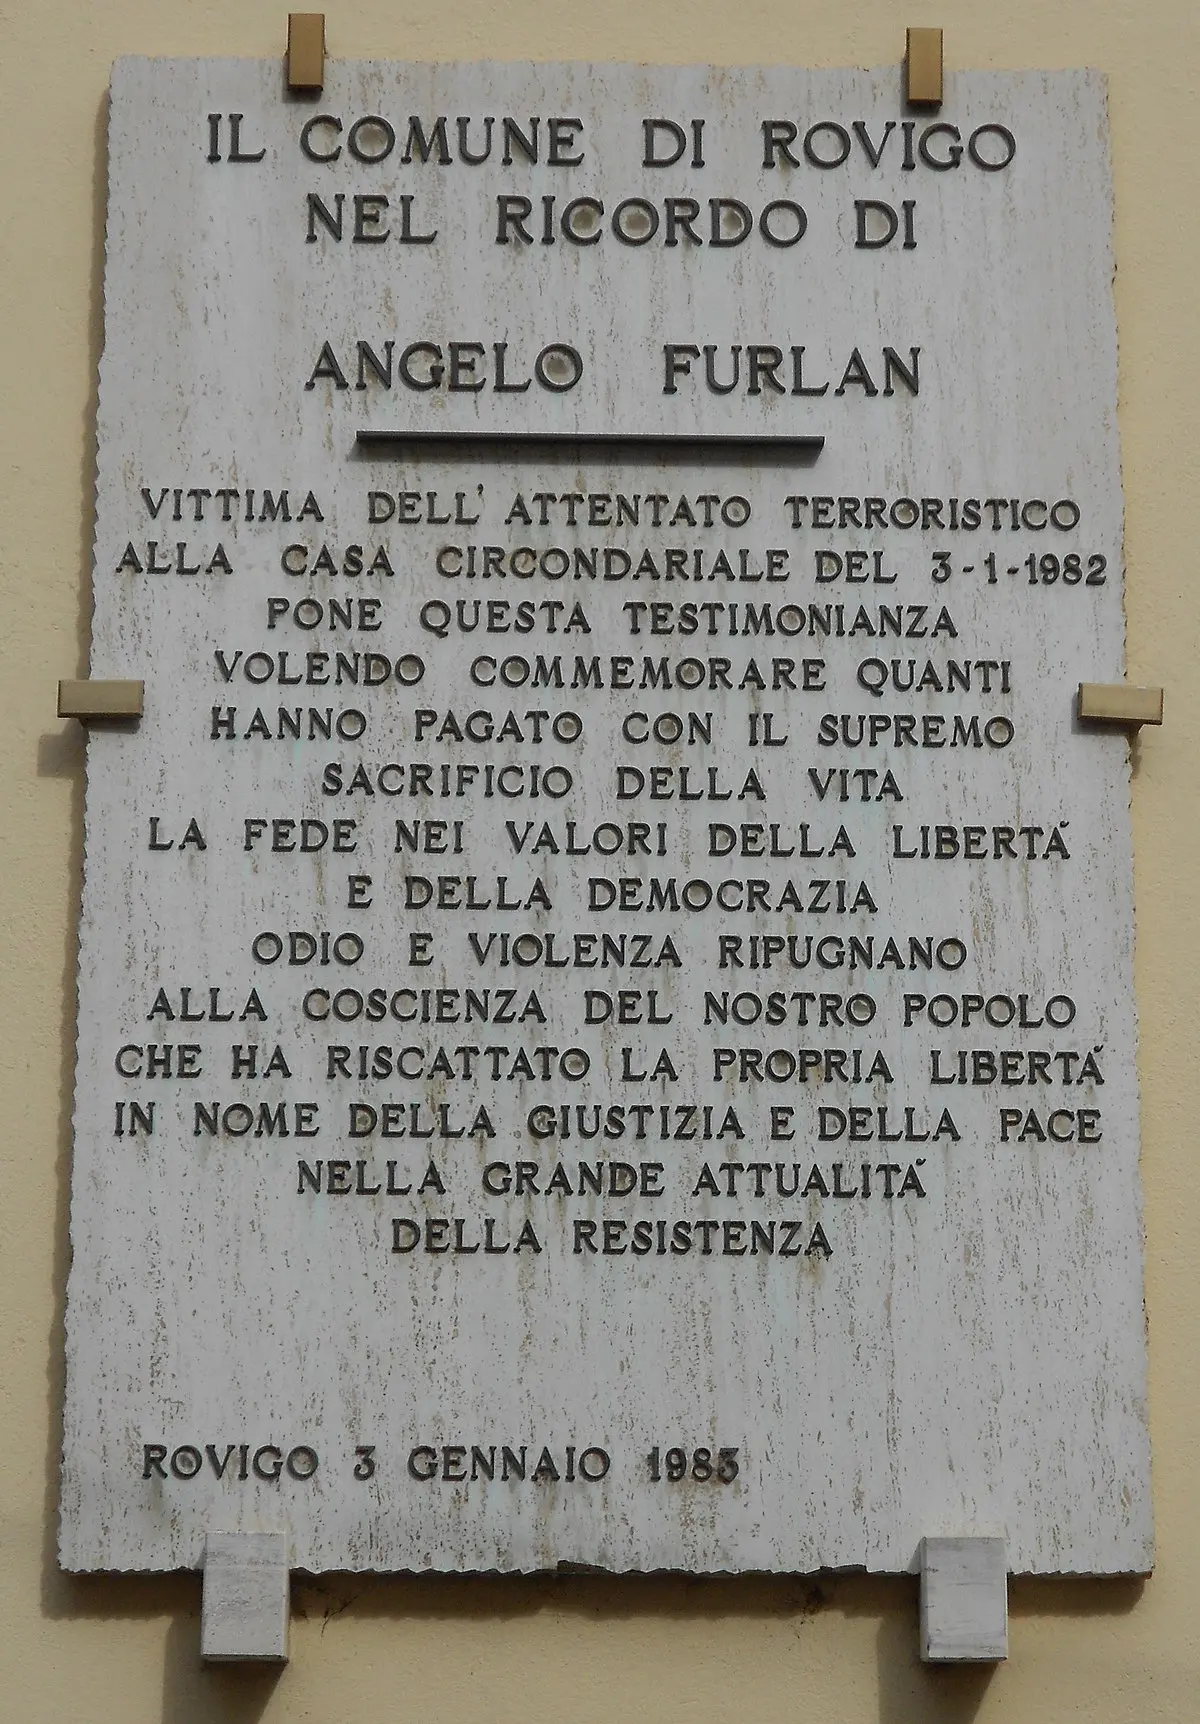 IL COMUNE DI ROVIGO
NEL RICORDO DI
ANGELO FURLAN
VITTIMA DELL' ATTENTATO TERRORISTICO
ALLA CASA CIRCONDARIALE DEL 3-1-1982
PONE QUESTA TESTIMONIANZA
VOLENDO COMMEMORARE QUANTI
HANNO PAGATO CON IL SUPREMO
SACRIFICIO DELLA VITA
LA FEDE NEI VALORI DELLA LIBERTÀ
E DELLA DEMOCRAZIA
ODIO E VIOLENZA RIPUGNANO
ALLA COSCIENZA DEL NOSTRO POPOLO
CHE HA RISCATTATO LA PROPRIA LIBERTÀ
IN NOME DELLA GIUSTIZIA E DELLA PACE
NELLA GRANDE ATTUALITÀ
DELLA RESISTENZA
ROVIGO 3 GENNAIO 1983